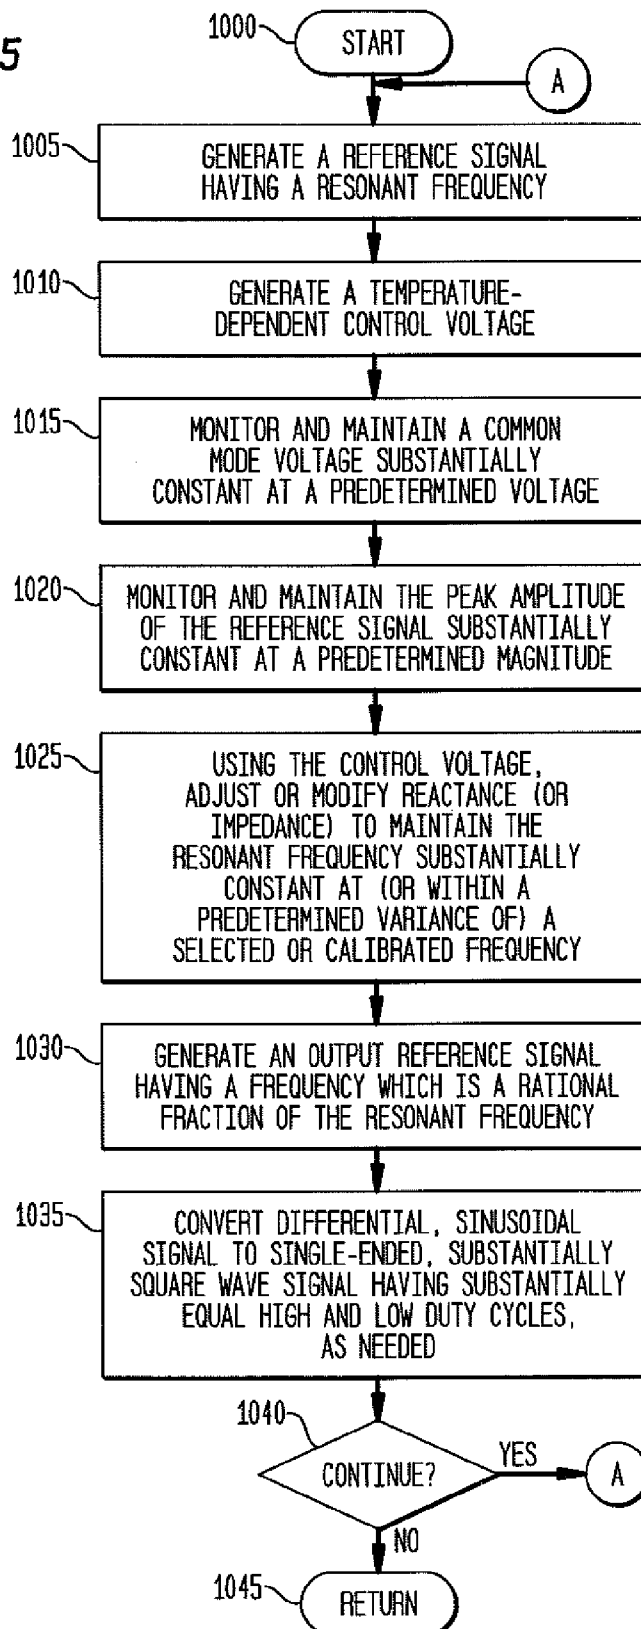 5
1000
START
A
1005
GENERATE A REFERENCE SIGNAL
HAVING A RESONANT FREQUENCY
1010
GENERATE A TEMPERATURE-
DEPENDENT CONTROL VOLTAGE
1015
MONITOR AND MAINTAIN A COMMON
MODE VOLTAGE SUBSTANTIALLY
CONSTANT AT A PREDETERMINED VOLTAGE
1020
MONITOR AND MAINTAIN THE PEAK AMPLITUDE
OF THE REFERENCE SIGNAL SUBSTANTIALLY
CONSTANT AT A PREDETERMINED MAGNITUDE
1025
USING THE CONTROL VOLTAGE,
ADJUST OR MODIFY REACTANCE (OR
IMPEDANCE) TO MAINTAIN THE
RESONANT FREQUENCY SUBSTANTIALLY
CONSTANT AT (OR WITHIN A
PREDETERMINED VARIANCE OF) A
SELECTED OR CALIBRATED FREQUENCY
1030
GENERATE AN OUTPUT REFERENCE SIGNAL
HAVING A FREQUENCY WHICH IS A RATIONAL
FRACTION OF THE RESONANT FREQUENCY
1035
CONVERT DIFFERENTIAL, SINUSOIDAL
SIGNAL TO SINGLE-ENDED, SUBSTANTIALLY
SQUARE WAVE SIGNAL HAVING SUBSTANTIALLY
EQUAL HIGH AND LOW DUTY CYCLES,
AS NEEDED
1040
CONTINUE?
YES
A
NO
1045
RETURN